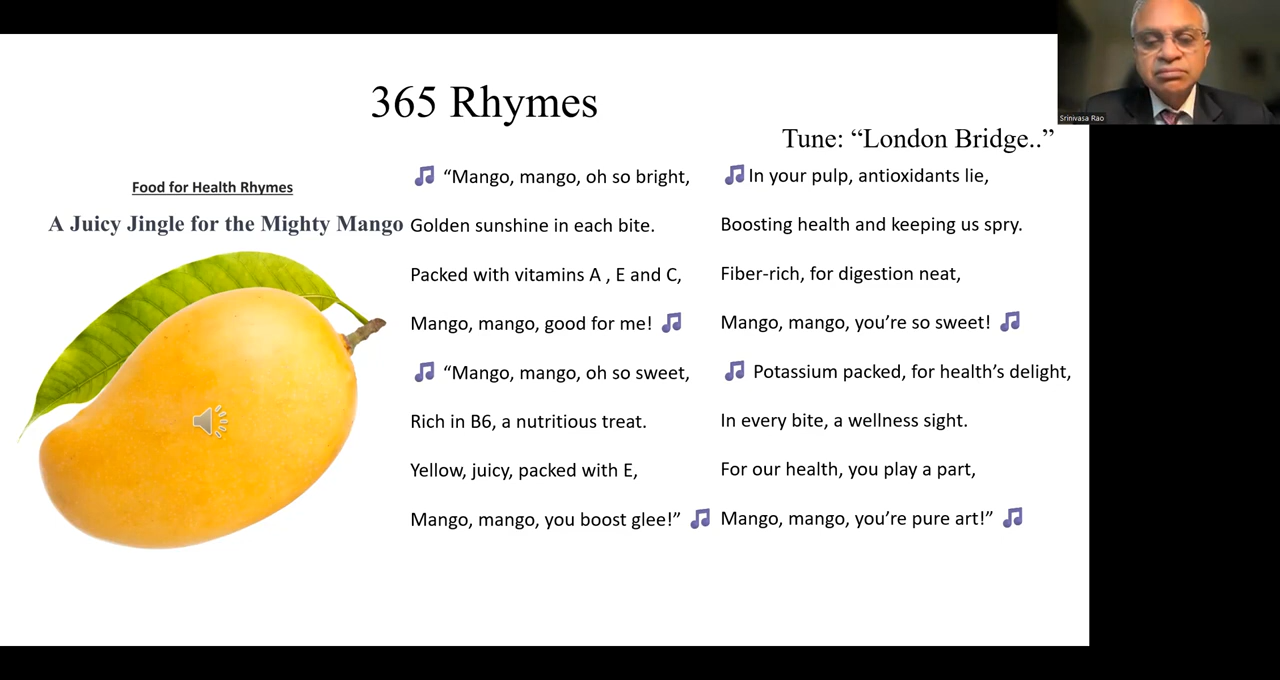 365 Rhymes
Tune: “London Bridge..”
Food for Health Rhymes
A Juicy Jingle for the Mighty Mango
“Mango, mango, oh so bright,
Golden sunshine in each bite.
Packed with vitamins A , E and C,
Mango, mango, good for me!
“Mango, mango, oh so sweet,
Rich in B6, a nutritious treat.
Yellow, juicy, packed with E,
Mango, mango, you boost glee!”
In your pulp, antioxidants lie,
Boosting health and keeping us spry.
Fiber-rich, for digestion neat,
Mango, mango, you’re so sweet!
Potassium packed, for health’s delight,
In every bite, a wellness sight.
For our health, you play a part,
Mango, mango, you’re pure art!”
Srinivasa Rao